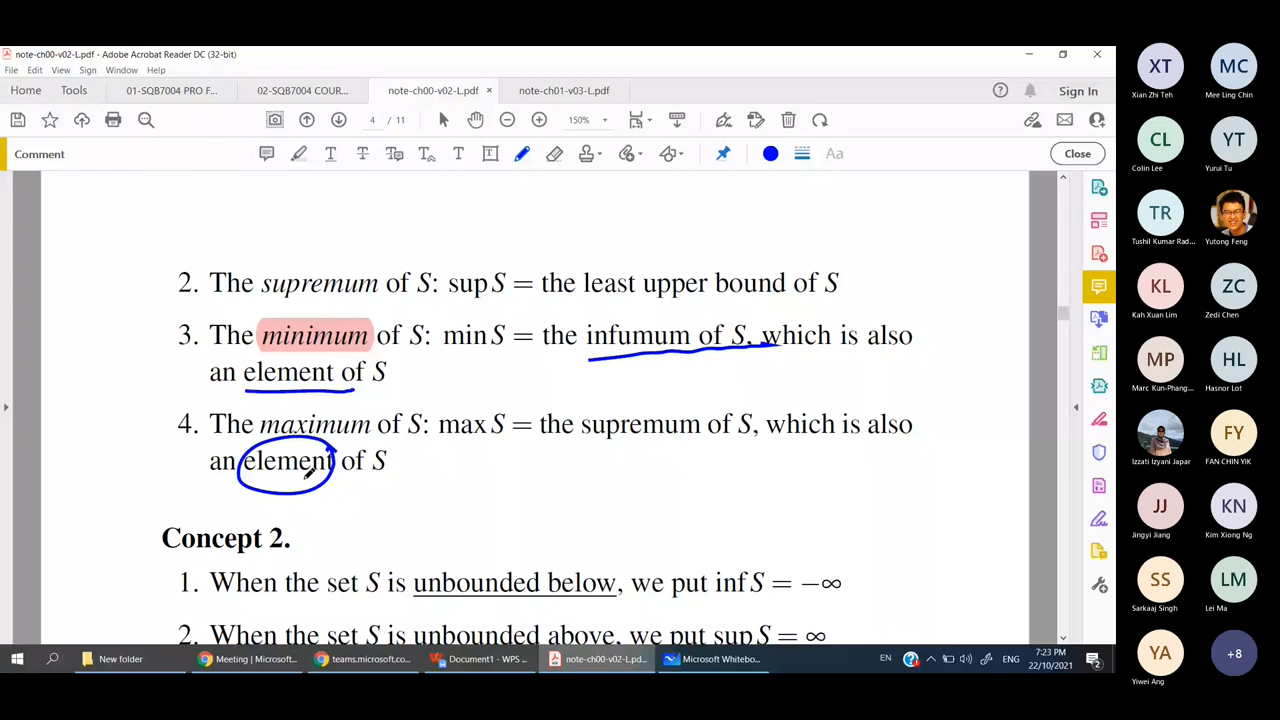 note-ch00-v02-L.pdf - Adobe Acrobat Reader DC (32-bit)
File Edit View Sign Window Help
Home Tools 01-SQB7004 PRO F... 02-SQB7004 COUR... note-ch00-v02-L.pdf × note-ch01-v03-L.pdf Sign In
4 / 11 150%
Comment Aa Close
2. The supremum of S: sup S = the least upper bound of S
3. The minimum of S: min S = the infumum of S, which is also
an element of S
4. The maximum of S: max S = the supremum of S, which is also
an element of S
Concept 2.
1. When the set S is unbounded below, we put inf S = −∞
2. When the set S is unbounded above, we put sup S = ∞
New folder Meeting | Microsoft... teams.microsoft.co... Document1 - WPS ... note-ch00-v02-L.pd... Microsoft Whitebo... EN ENG 7:23 PM
22/10/2021 2
XT MC
Xian Zhi Teh Mee Ling Chin
CL YT
Colin Lee Yurui Tu
TR
Tushil Kumar Rad... Yutong Feng
KL ZC
Kah Xuan Lim Zedi Chen
MP HL
Marc Kun-Phang... Hasnor Lot
FY
Izzati Izyani Japar FAN CHIN YIK
JJ KN
Jingyi Jiang Kim Xiong Ng
SS LM
Sarkaaj Singh Lei Ma
YA +8
Yiwei Ang